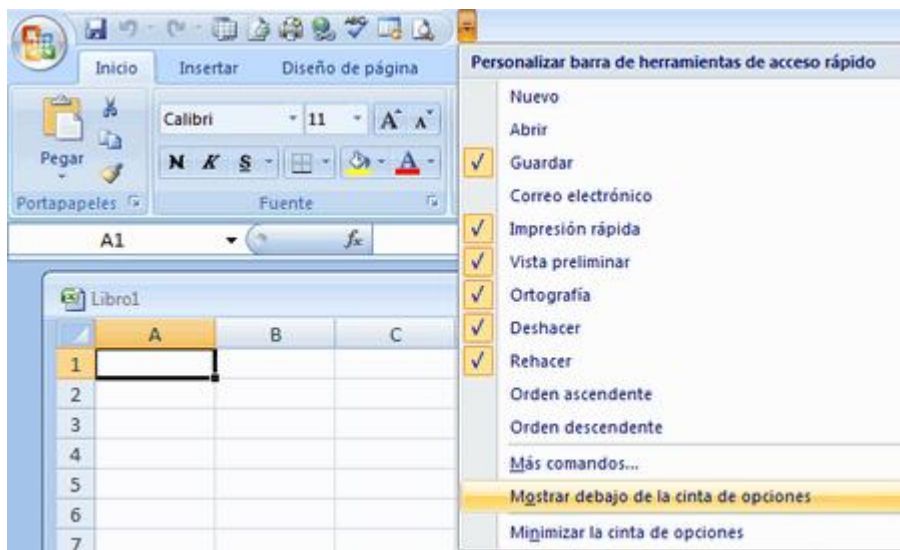 Inicio Insertar Diseño de página
Calibri 11 A A
Pegar
N K S A
Portapapeles Fuente
A1 fx
Libro1
A B C
1
2
3
4
5
6
7
Personalizar barra de herramientas de acceso rápido
Nuevo
Abrir
Guardar
Correo electrónico
Impresión rápida
Vista preliminar
Ortografía
Deshacer
Rehacer
Orden ascendente
Orden descendente
Más comandos...
Mostrar debajo de la cinta de opciones
Minimizar la cinta de opciones